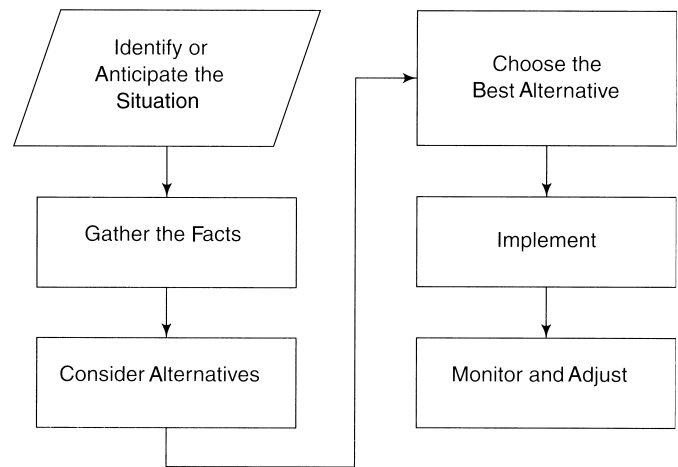 Identify or
Anticipate the
Situation
Gather the Facts
Consider Alternatives
Choose the
Best Alternative
Implement
Monitor and Adjust